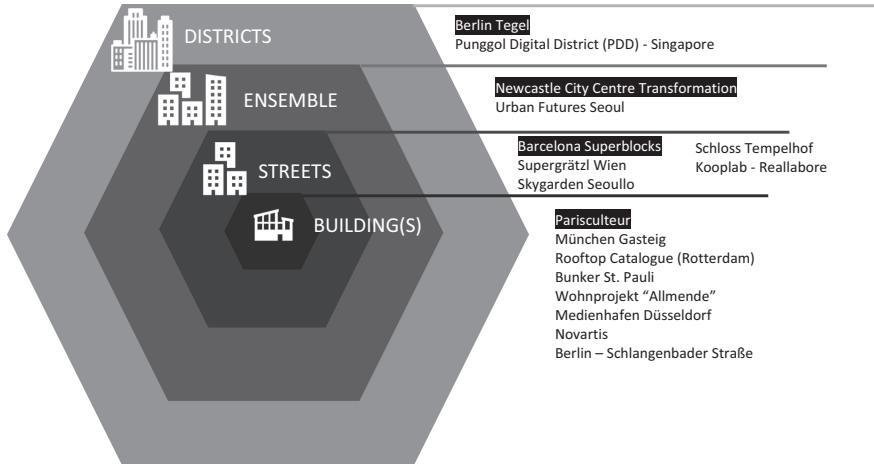 DISTRICTS
Berlin Tegel
Punggol Digital District (PDD) - Singapore
ENSEMBLE
Newcastle City Centre Transformation
Urban Futures Seoul
STREETS
Barcelona Superblocks
Supergrätzl Wien
Skygarden Seoullo
Schloss Tempelhof
Kooplab - Reallabore
BUILDING(S)
Parisculteur
München Gasteig
Rooftop Catalogue (Rotterdam)
Bunker St. Pauli
Wohnprojekt “Allmende”
Medienhafen Düsseldorf
Novartis
Berlin – Schlangenbader Straße